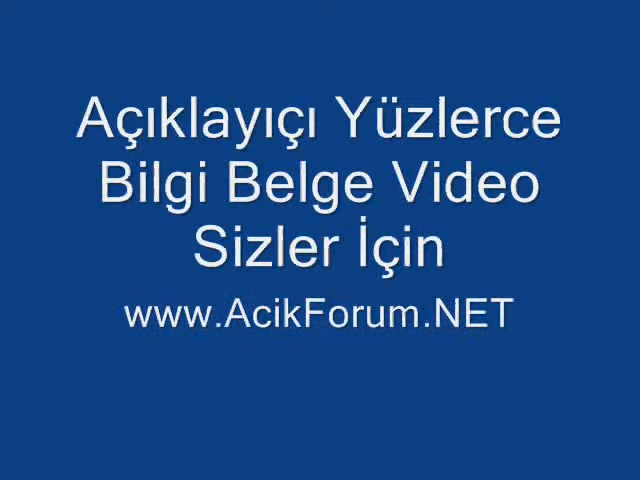 Açıklayıçı Yüzlerce
Bilgi Belge Video
Sizler İçin
www.AcikForum.NET